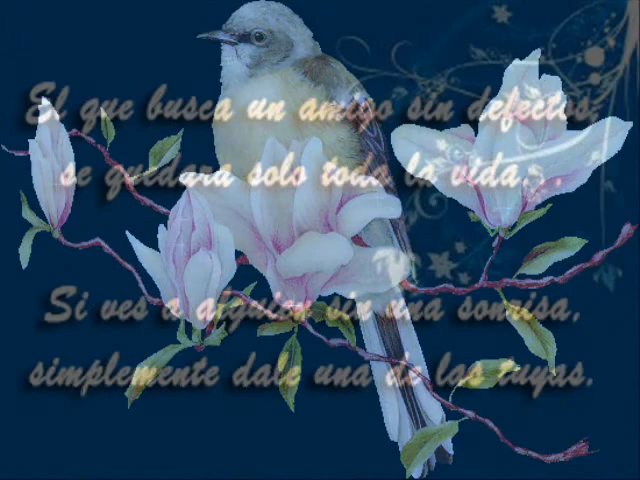 El que busca un amigo sin defectos,
se quedara solo toda la vida...
Si ves a alguien sin una sonrisa,
simplemente dale una de las tuyas.